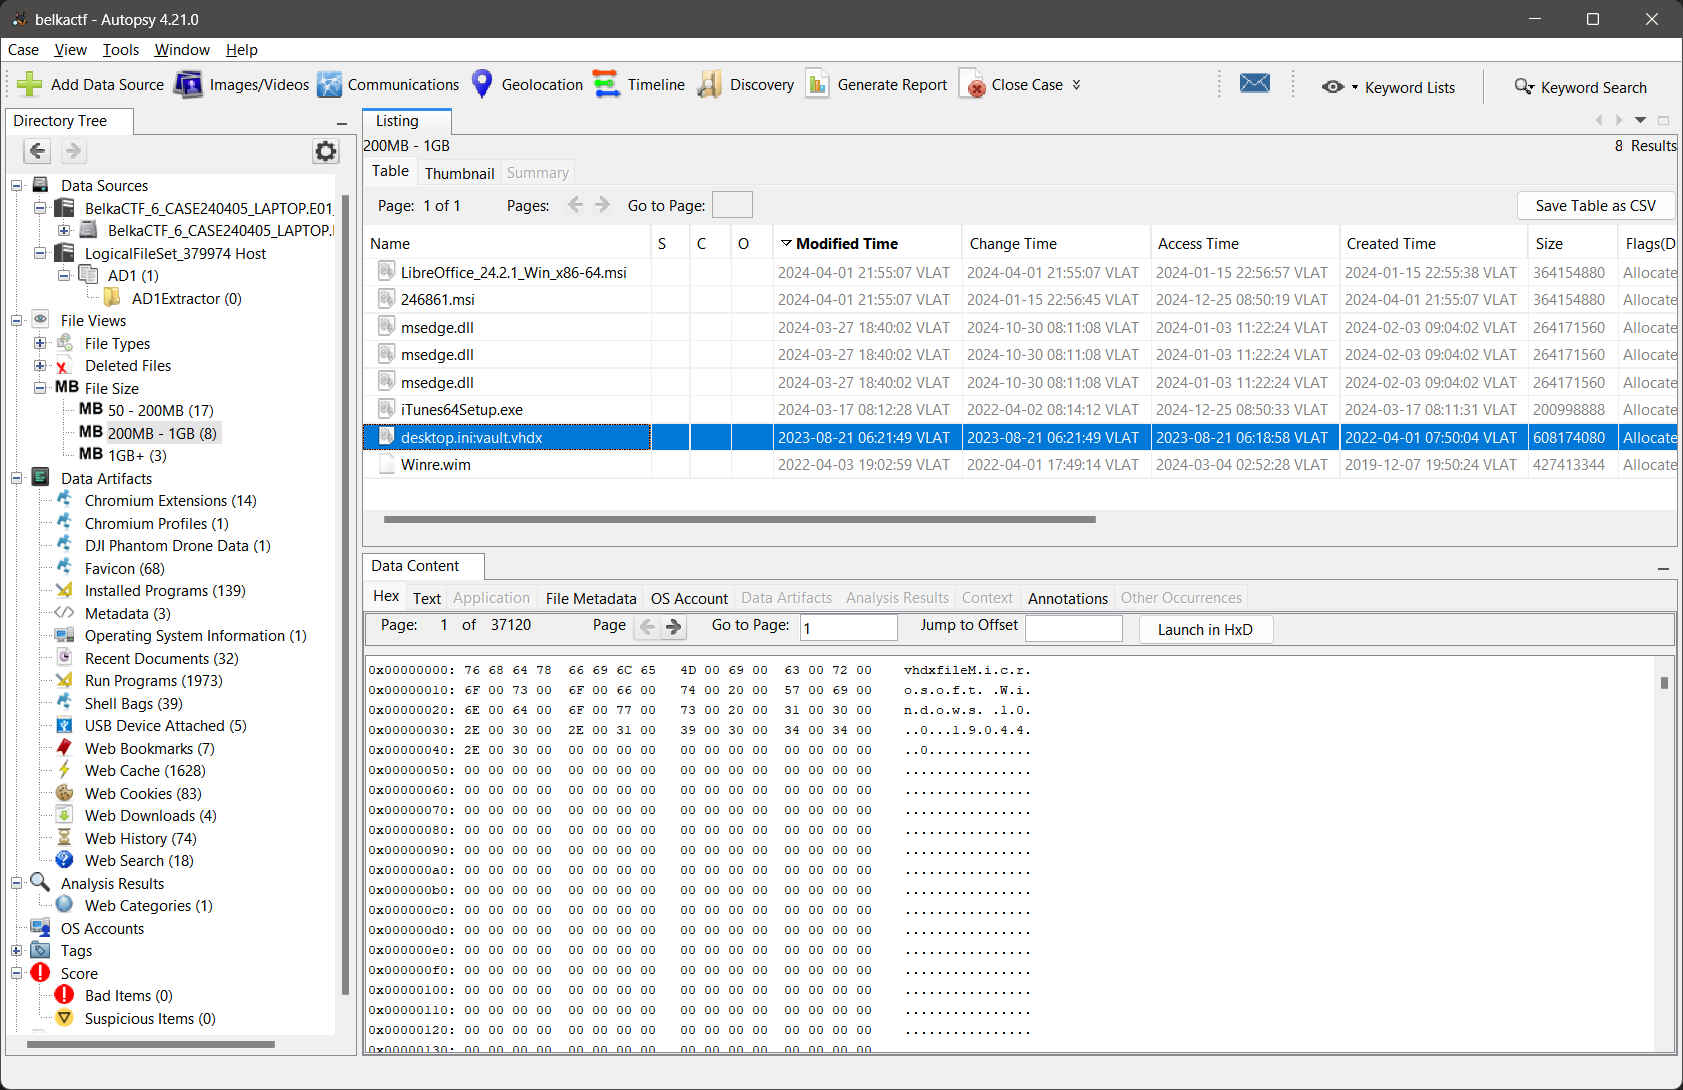 belkactf - Autopsy 4.21.0
Case View Tools Window Help
Add Data Source Images/Videos Communications Geolocation Timeline Discovery Generate Report Close Case Keyword Lists Keyword Search
Directory Tree
Data Sources
BelkaCTF_6_CASE240405_LAPTOP.E01_
BelkaCTF_6_CASE240405_LAPTOP.
LogicalFileSet_379974 Host
AD1 (1)
AD1Extractor (0)
File Views
File Types
Deleted Files
MB File Size
MB 50 - 200MB (17)
MB 200MB - 1GB (8)
MB 1GB+ (3)
Data Artifacts
Chromium Extensions (14)
Chromium Profiles (1)
DJI Phantom Drone Data (1)
Favicon (68)
Installed Programs (139)
Metadata (3)
Operating System Information (1)
Recent Documents (32)
Run Programs (1973)
Shell Bags (39)
USB Device Attached (5)
Web Bookmarks (7)
Web Cache (1628)
Web Cookies (83)
Web Downloads (4)
Web History (74)
Web Search (18)
Analysis Results
Web Categories (1)
OS Accounts
Tags
Score
Bad Items (0)
Suspicious Items (0)
Listing
200MB - 1GB 8 Results
Table Thumbnail Summary
Page: 1 of 1 Pages: Go to Page: Save Table as CSV
Name S C O Modified Time Change Time Access Time Created Time Size Flags(D
LibreOffice_24.2.1_Win_x86-64.msi 2024-04-01 21:55:07 VLAT 2024-04-01 21:55:07 VLAT 2024-01-15 22:56:57 VLAT 2024-01-15 22:55:38 VLAT 364154880 Allocate
246861.msi 2024-04-01 21:55:07 VLAT 2024-01-15 22:56:45 VLAT 2024-12-25 08:50:19 VLAT 2024-04-01 21:55:07 VLAT 364154880 Allocate
msedge.dll 2024-03-27 18:40:02 VLAT 2024-10-30 08:11:08 VLAT 2024-01-03 11:22:24 VLAT 2024-02-03 09:04:02 VLAT 264171560 Allocate
msedge.dll 2024-03-27 18:40:02 VLAT 2024-10-30 08:11:08 VLAT 2024-01-03 11:22:24 VLAT 2024-02-03 09:04:02 VLAT 264171560 Allocate
msedge.dll 2024-03-27 18:40:02 VLAT 2024-10-30 08:11:08 VLAT 2024-01-03 11:22:24 VLAT 2024-02-03 09:04:02 VLAT 264171560 Allocate
iTunes64Setup.exe 2024-03-17 08:12:28 VLAT 2022-04-02 08:14:12 VLAT 2024-12-25 08:50:33 VLAT 2024-03-17 08:11:31 VLAT 200998888 Allocate
desktop.ini:vault.vhdx 2023-08-21 06:21:49 VLAT 2023-08-21 06:21:49 VLAT 2023-08-21 06:18:58 VLAT 2022-04-01 07:50:04 VLAT 608174080 Allocate
Winre.wim 2022-04-03 19:02:59 VLAT 2022-04-01 17:49:14 VLAT 2024-03-04 02:52:28 VLAT 2019-12-07 19:50:24 VLAT 427413344 Allocate
Data Content
Hex Text Application File Metadata OS Account Data Artifacts Analysis Results Context Annotations Other Occurrences
Page: 1 of 37120 Page Go to Page: 1 Jump to Offset Launch in HxD
0x00000000: 76 68 64 78 66 69 6C 65 4D 00 69 00 63 00 72 00 vhdxfileM.i.c.r.
0x00000010: 6F 00 73 00 6F 00 66 00 74 00 20 00 57 00 69 00 o.s.o.f.t. .W.i.
0x00000020: 6E 00 64 00 6F 00 77 00 73 00 20 00 31 00 30 00 n.d.o.w.s. .1.0.
0x00000030: 2E 00 30 00 2E 00 31 00 39 00 30 00 34 00 34 00 ..0...1.9.0.4.4.
0x00000040: 2E 00 30 00 00 00 00 00 00 00 00 00 00 00 00 00 ..0.............
0x00000050: 00 00 00 00 00 00 00 00 00 00 00 00 00 00 00 00 ................
0x00000060: 00 00 00 00 00 00 00 00 00 00 00 00 00 00 00 00 ................
0x00000070: 00 00 00 00 00 00 00 00 00 00 00 00 00 00 00 00 ................
0x00000080: 00 00 00 00 00 00 00 00 00 00 00 00 00 00 00 00 ................
0x00000090: 00 00 00 00 00 00 00 00 00 00 00 00 00 00 00 00 ................
0x000000a0: 00 00 00 00 00 00 00 00 00 00 00 00 00 00 00 00 ................
0x000000b0: 00 00 00 00 00 00 00 00 00 00 00 00 00 00 00 00 ................
0x000000c0: 00 00 00 00 00 00 00 00 00 00 00 00 00 00 00 00 ................
0x000000d0: 00 00 00 00 00 00 00 00 00 00 00 00 00 00 00 00 ................
0x000000e0: 00 00 00 00 00 00 00 00 00 00 00 00 00 00 00 00 ................
0x000000f0: 00 00 00 00 00 00 00 00 00 00 00 00 00 00 00 00 ................
0x00000100: 00 00 00 00 00 00 00 00 00 00 00 00 00 00 00 00 ................
0x00000110: 00 00 00 00 00 00 00 00 00 00 00 00 00 00 00 00 ................
0x00000120: 00 00 00 00 00 00 00 00 00 00 00 00 00 00 00 00 ................
0x00000130: 00 00 00 00 00 00 00 00 00 00 00 00 00 00 00 00 ................